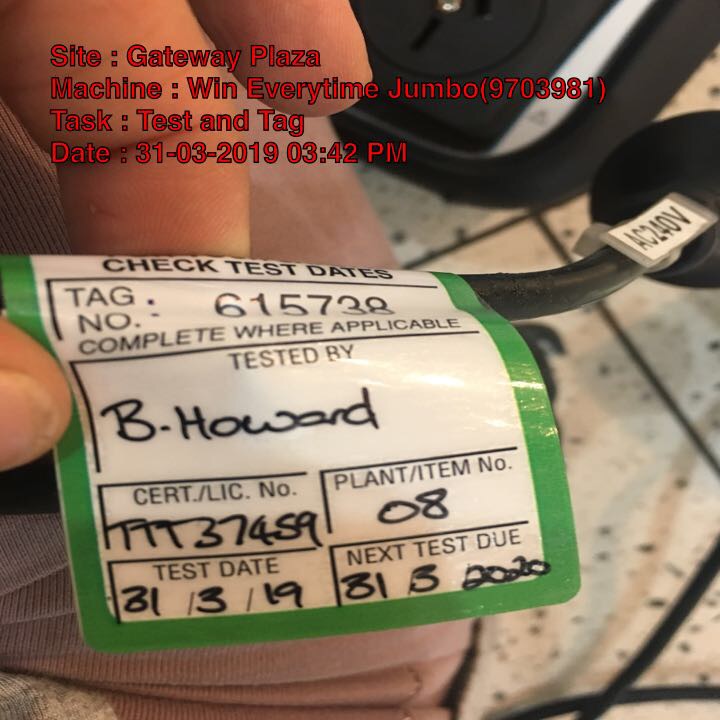 Site : Gateway Plaza
Machine : Win Everytime Jumbo(9703981)
Task : Test and Tag
Date : 31-03-2019 03:42 PM
AC240V
CHECK TEST DATES
TAG NO. : 615738
COMPLETE WHERE APPLICABLE
TESTED BY
B. Howard
CERT./LIC. No.
TTT37459
PLANT/ITEM No.
08
TEST DATE
31 / 3 / 19
NEXT TEST DUE
31 3 2020